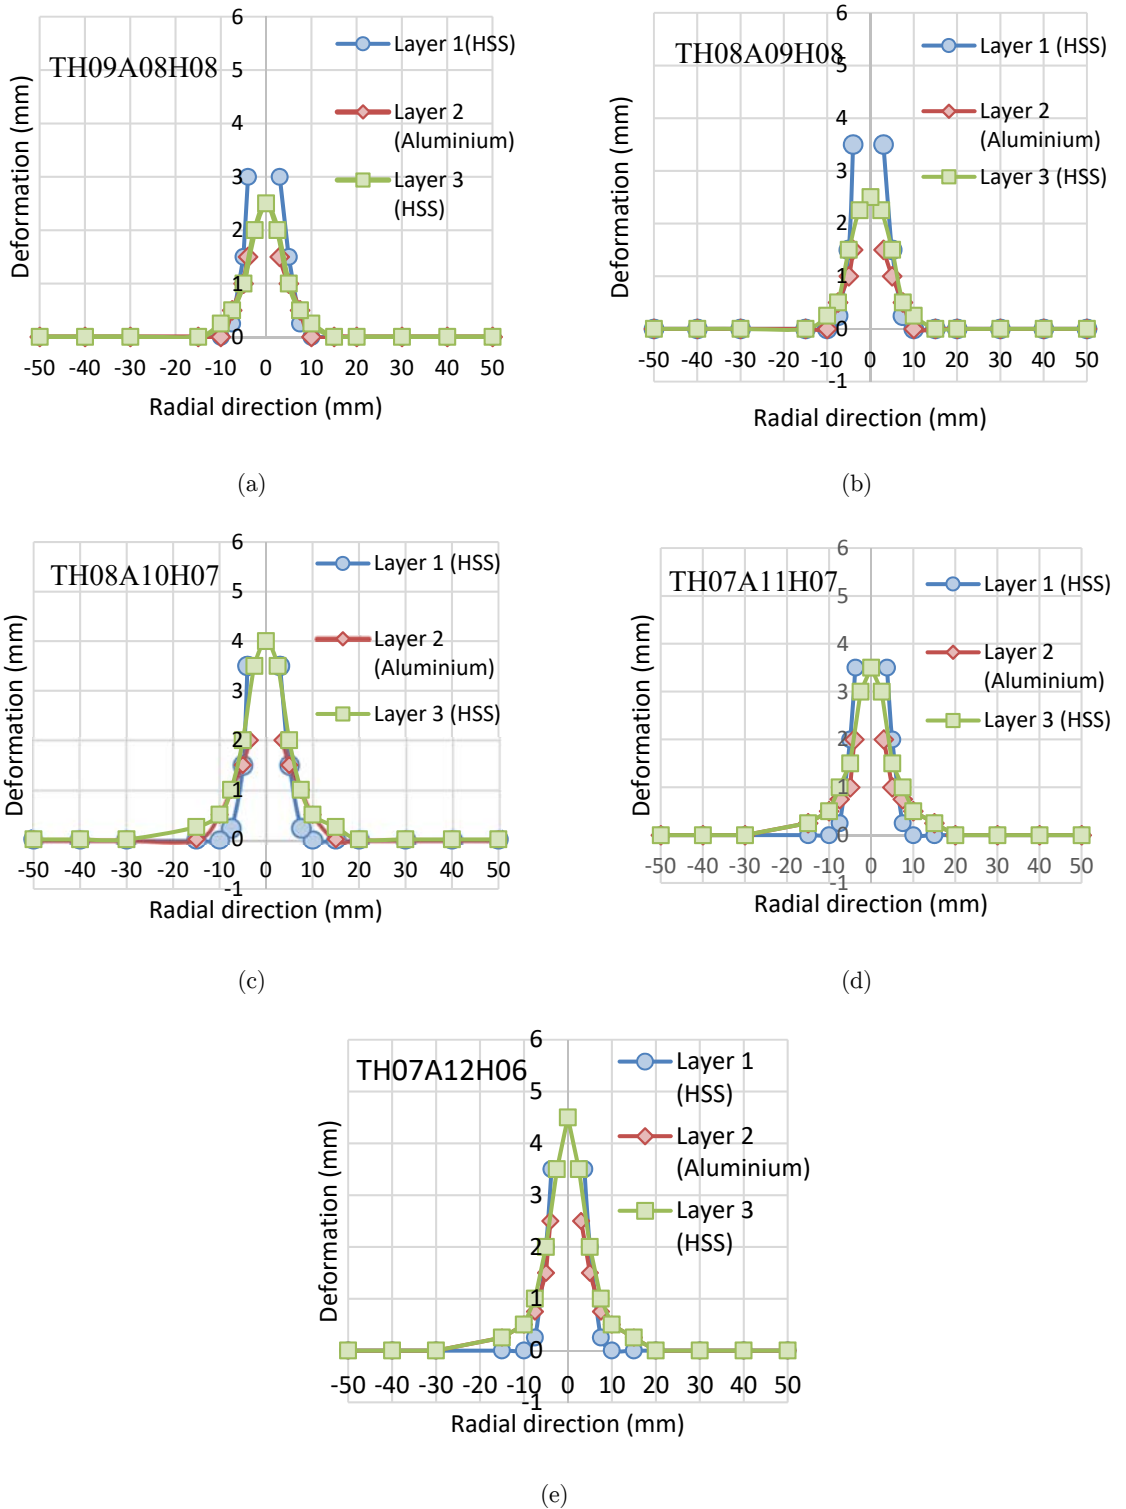 6
5
4
3
2
1
0
-50 -40 -30 -20 -10 0 10 20 30 40 50
Deformation (mm)
Radial direction (mm)
TH09A08H08
Layer 1(HSS)
Layer 2
(Aluminium)
Layer 3
(HSS)
(a)
6
5
4
3
2
1
0
-1
-50 -40 -30 -20 -10 0 10 20 30 40 50
Deformation (mm)
Radial direction (mm)
TH08A09H08
Layer 1 (HSS)
Layer 2
(Aluminium)
Layer 3 (HSS)
(b)
6
5
4
3
2
1
0
-1
-50 -40 -30 -20 -10 0 10 20 30 40 50
Deformation (mm)
Radial direction (mm)
TH08A10H07
Layer 1 (HSS)
Layer 2
(Aluminium)
Layer 3 (HSS)
(c)
6
5
4
3
2
1
0
-1
-50 -40 -30 -20 -10 0 10 20 30 40 50
Deformation (mm)
Radial direction (mm)
TH07A11H07
Layer 1 (HSS)
Layer 2
(Aluminium)
Layer 3 (HSS)
(d)
6
5
4
3
2
1
0
-1
-50 -40 -30 -20 -10 0 10 20 30 40 50
Deformation (mm)
Radial direction (mm)
TH07A12H06
Layer 1
(HSS)
Layer 2
(Aluminium)
Layer 3
(HSS)
(e)